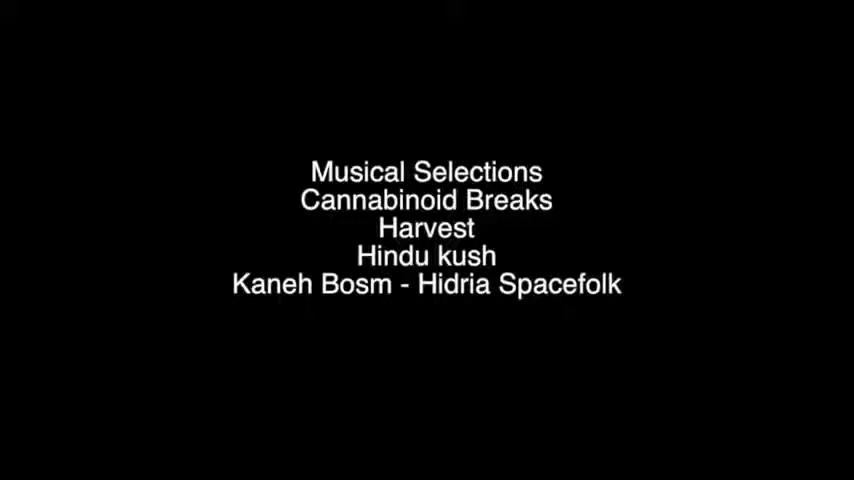 Musical Selections
Cannabinoid Breaks
Harvest
Hindu kush
Kaneh Bosm - Hidria Spacefolk